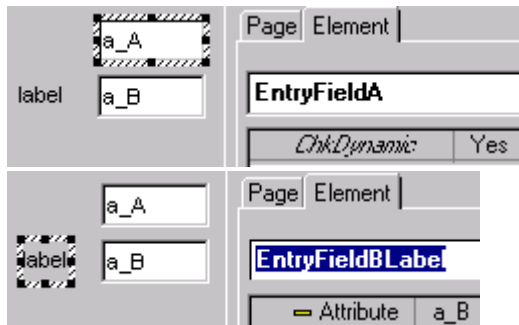 a_A
Page Element
label
a_B
EntryFieldA
ChkDynamic Yes
a_A
Page Element
label
a_B
EntryFieldBLabel
Attribute a_B